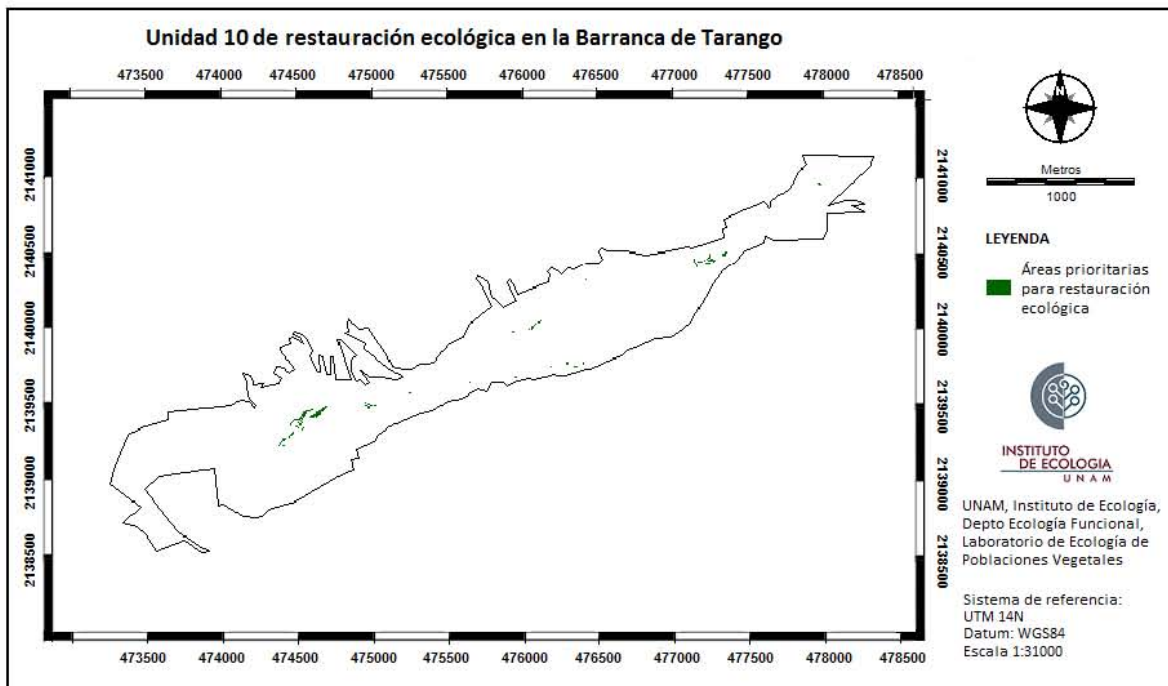 Unidad 10 de restauración ecológica en la Barranca de Tarango
473500 474000 474500 475000 475500 476000 476500 477000 477500 478000 478500
2141000
2140500
2140000
2139500
2139000
2138500
2141000
2140500
2140000
2139500
2139000
2138500
473500 474000 474500 475000 475500 476000 476500 477000 477500 478000 478500
N
Metros
1000
LEYENDA
Áreas prioritarias
para restauración
ecológica
INSTITUTO
DE ECOLOGIA
UNAM
UNAM, Instituto de Ecología,
Depto Ecología Funcional,
Laboratorio de Ecología de
Poblaciones Vegetales
Sistema de referencia:
UTM 14N
Datum: WGS84
Escala 1:31000